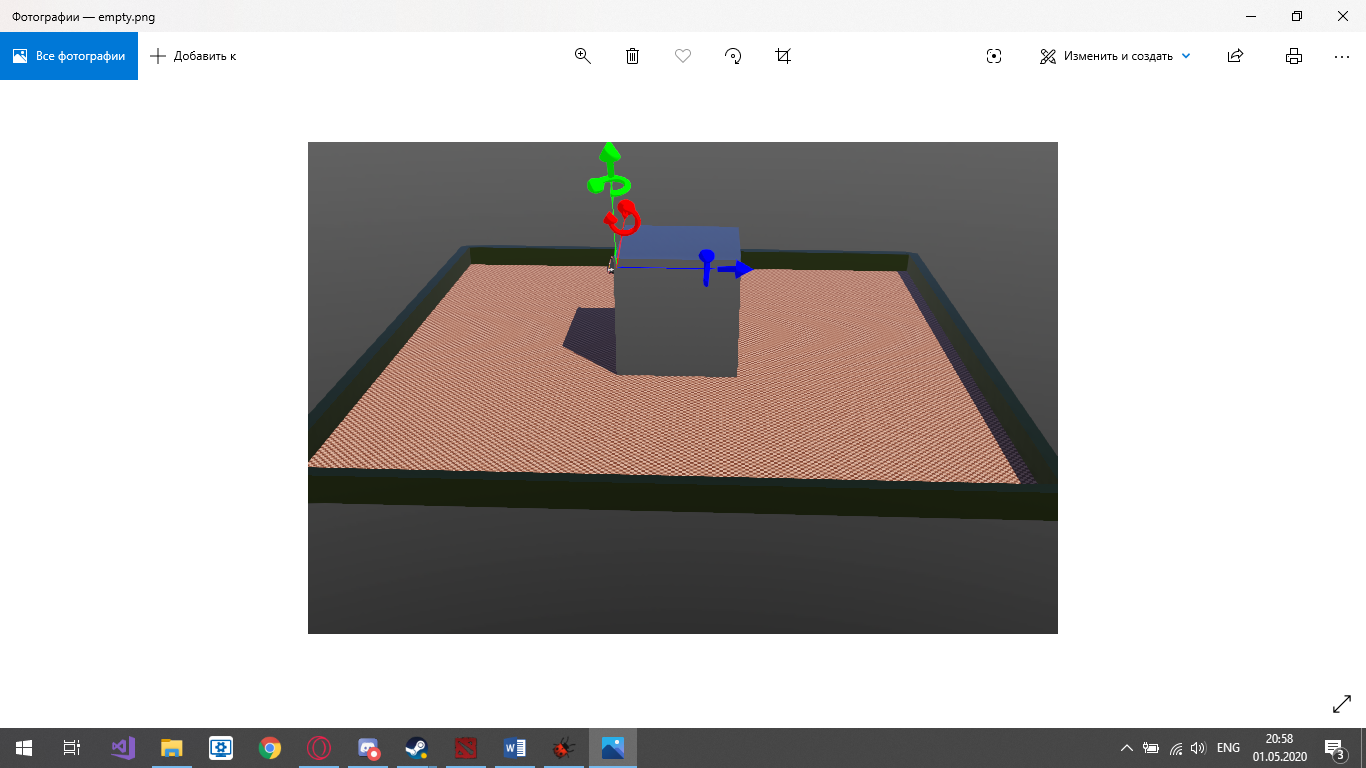 Фотографии — empty.png
Все фотографии
Добавить к
Изменить и создать
ENG
20:58
01.05.2020
3